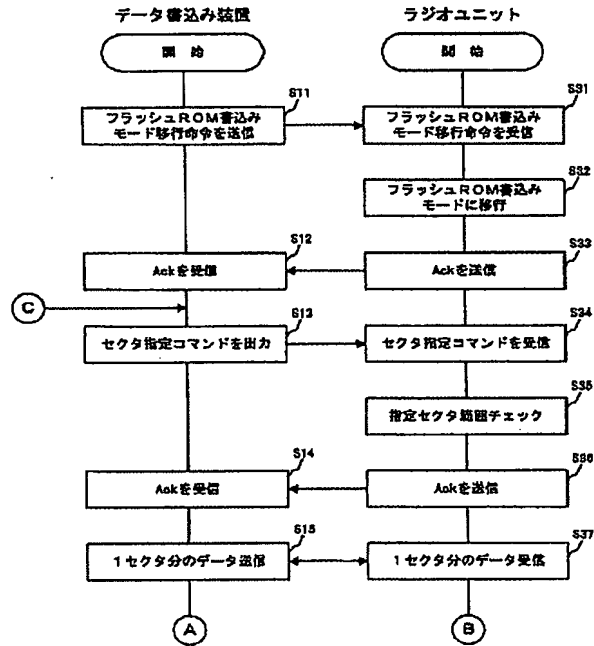 データ書込み装置
ラジオユニット
開 始
開 始
S11
フラッシュROM書込み
モード移行命令を送信
S31
フラッシュROM書込み
モード移行命令を受信
S32
フラッシュROM書込み
モードに移行
S12
Ackを受信
S33
Ackを送信
C
S13
セクタ指定コマンドを出力
S34
セクタ指定コマンドを受信
S35
指定セクタ範囲チェック
S14
Ackを受信
S36
Ackを送信
S15
1セクタ分のデータ送信
S37
1セクタ分のデータ受信
A
B